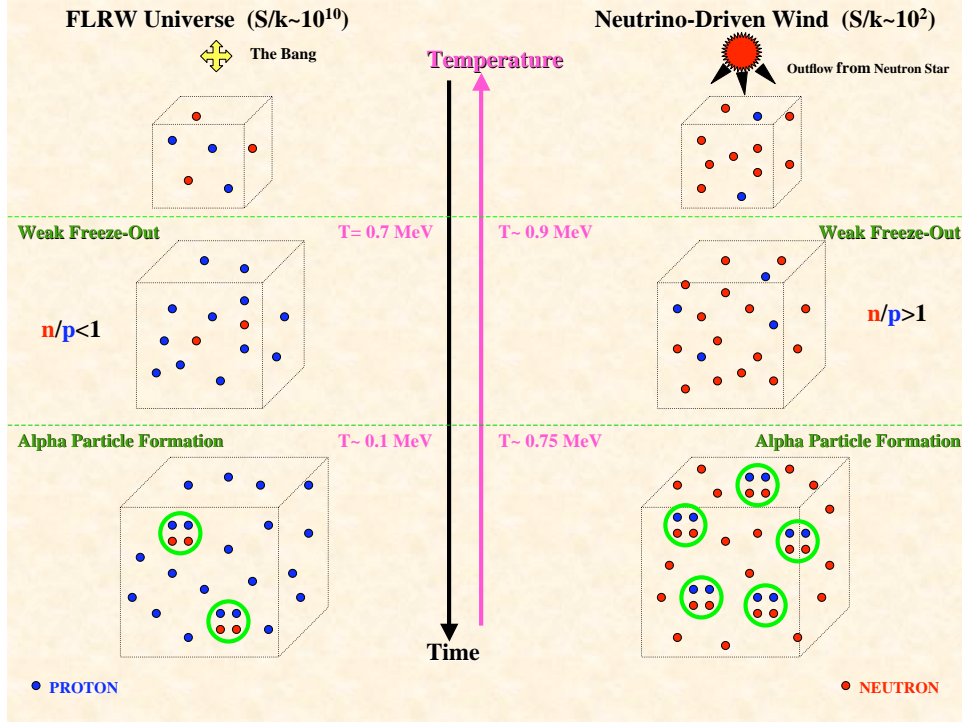 FLRW Universe (S/k~10¹⁰)
Neutrino-Driven Wind (S/k~10²)
The Bang
Temperature
Outflow from Neutron Star
Weak Freeze-Out
T= 0.7 MeV
T~ 0.9 MeV
Weak Freeze-Out
n/p<1
n/p>1
Alpha Particle Formation
T~ 0.1 MeV
T~ 0.75 MeV
Alpha Particle Formation
Time
PROTON
NEUTRON